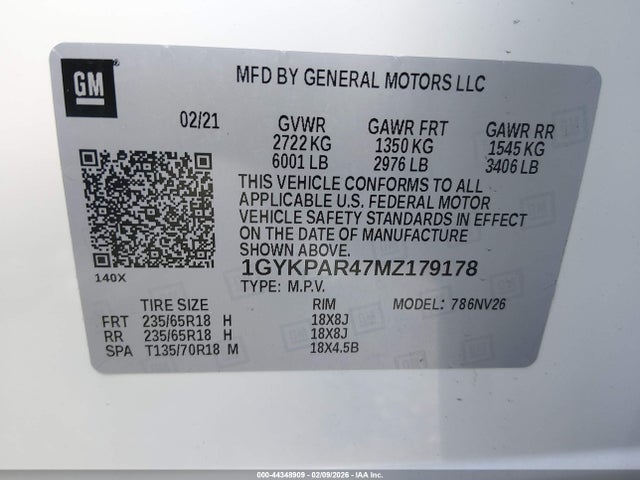 GM
MFD BY GENERAL MOTORS LLC
02/21 GVWR GAWR FRT GAWR RR
2722 KG 1350 KG 1545 KG
6001 LB 2976 LB 3406 LB
THIS VEHICLE CONFORMS TO ALL
APPLICABLE U.S. FEDERAL MOTOR
VEHICLE SAFETY STANDARDS IN EFFECT
ON THE DATE OF MANUFACTURE
SHOWN ABOVE.
1GYKPAR47MZ179178
140X
TYPE: M.P.V.
TIRE SIZE RIM MODEL: 786NV26
FRT 235/65R18 H 18X8J
RR 235/65R18 H 18X8J
SPA T135/70R18 M 18X4.5B
000-44348909 - 02/09/2026 - IAA Inc.